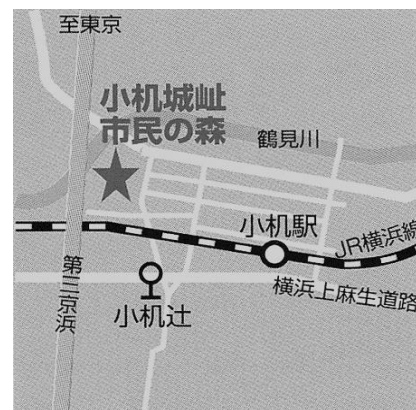 至東京
小机城阯
市民の森
鶴見川
小机駅
JR横浜線
横浜上麻生道路
第三京浜
小机辻